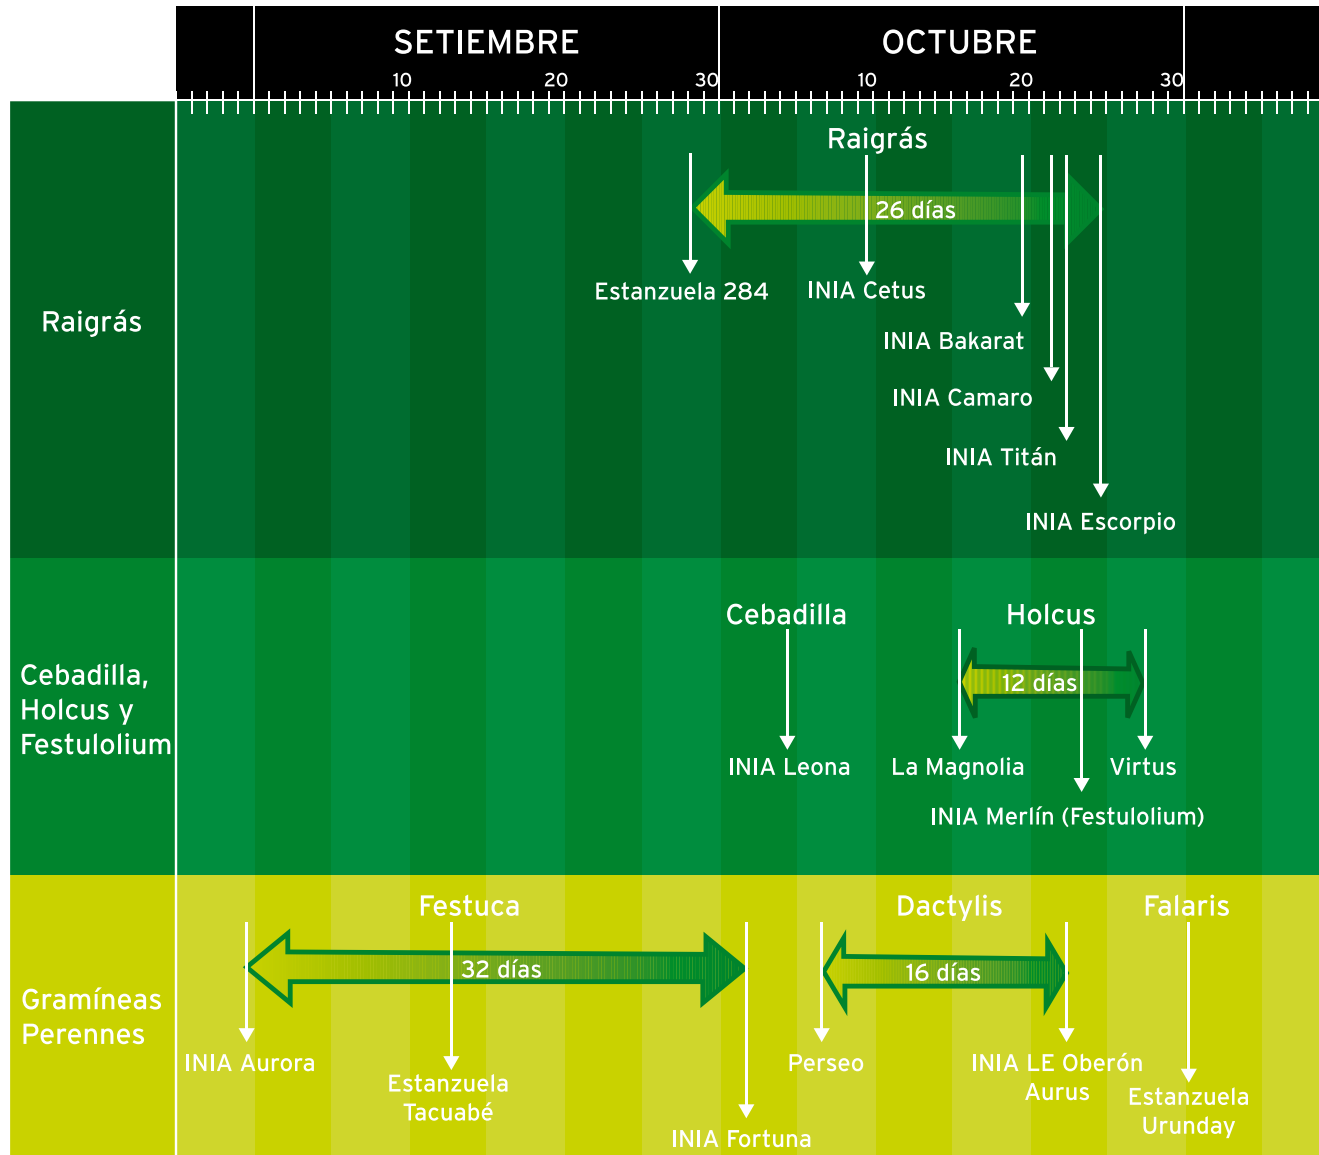 SETIEMBRE
OCTUBRE
10
20
30
10
20
30
Raigrás
Raigrás
26 días
Estanzuela 284
INIA Cetus
INIA Bakarat
INIA Camaro
INIA Titán
INIA Escorpio
Cebadilla,
Holcus y
Festulolium
Cebadilla
Holcus
12 días
INIA Leona
La Magnolia
Virtus
INIA Merlín (Festulolium)
Gramíneas
Perennes
Festuca
Dactylis
Falaris
32 días
16 días
INIA Aurora
Estanzuela
Tacuabé
INIA Fortuna
Perseo
INIA LE Oberón
Aurus
Estanzuela
Urunday